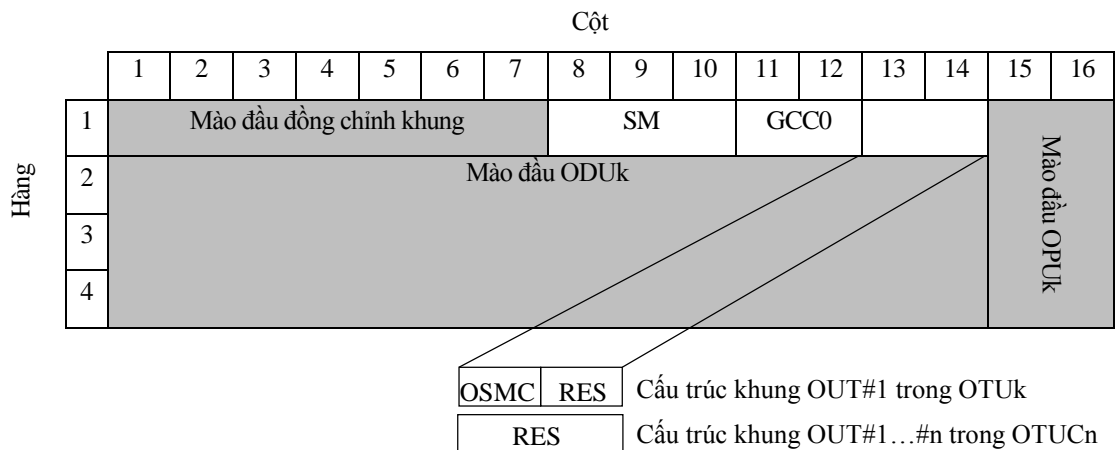 Cột
1 2 3 4 5 6 7 8 9 10 11 12 13 14 15 16
1 Mào đầu đồng chỉnh khung SM GCC0
Hàng
2 Mào đầu ODUk
3
4
Mào đầu OPUk
OSMC RES Cấu trúc khung OUT#1 trong OTUk
RES Cấu trúc khung OUT#1…#n trong OTUCn